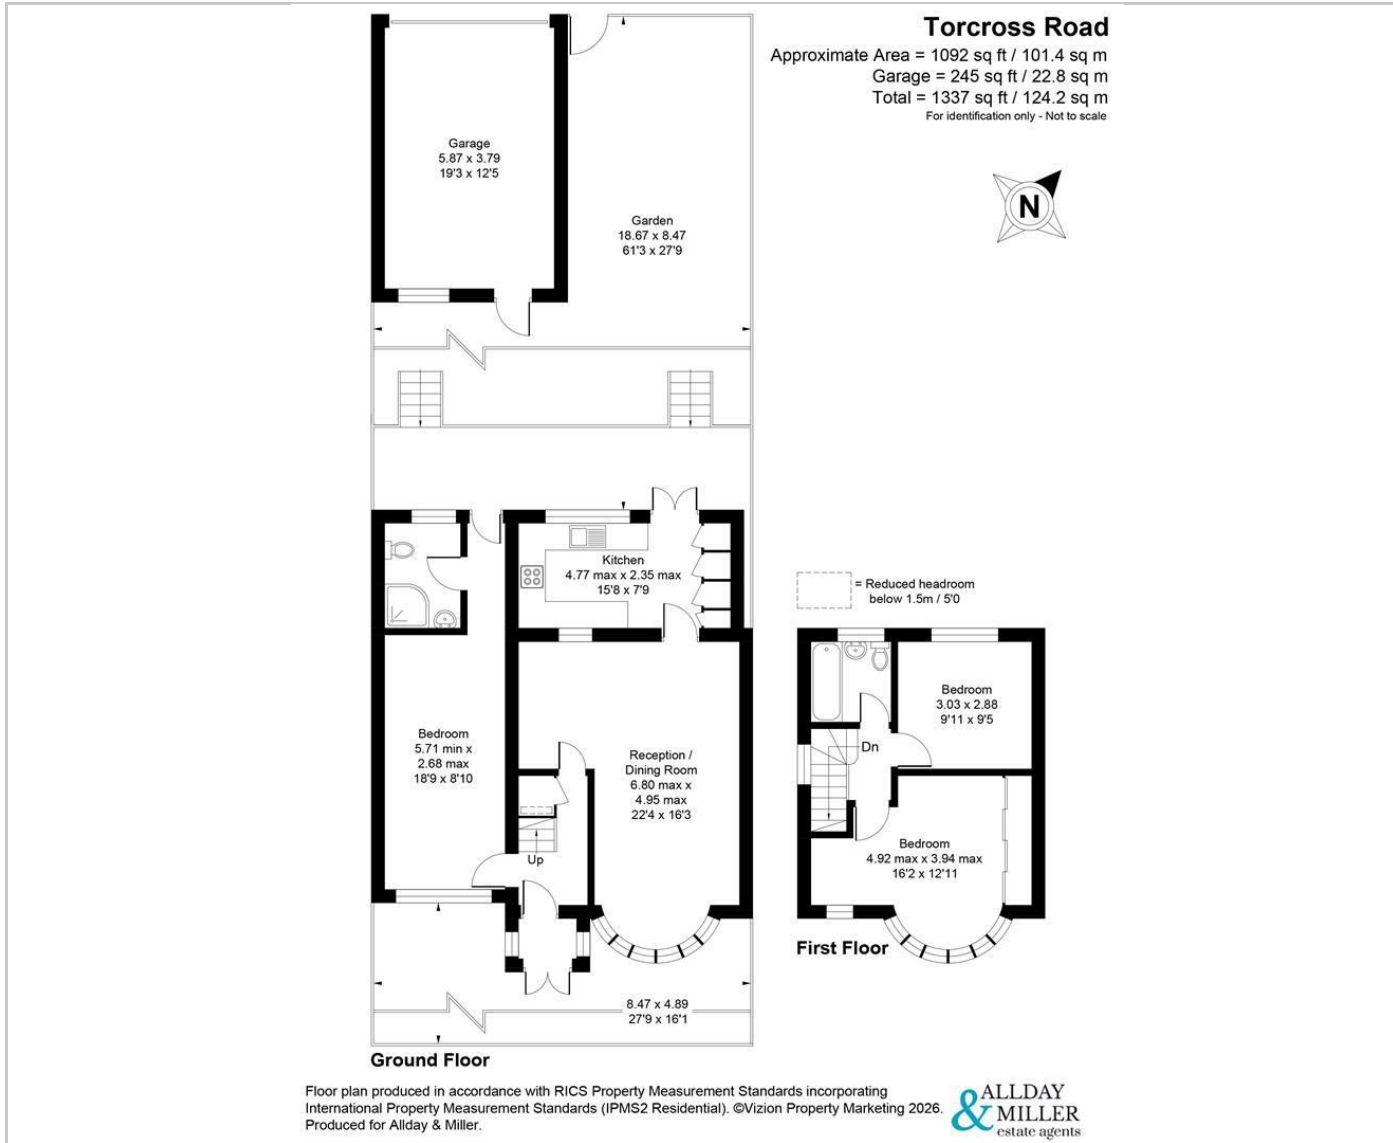 Torcross Road
Approximate Area = 1092 sq ft / 101.4 sq m
Garage = 245 sq ft / 22.8 sq m
Total = 1337 sq ft / 124.2 sq m
For identification only - Not to scale
N
Garage
5.87 x 3.79
19'3 x 12'5
Garden
18.67 x 8.47
61'3 x 27'9
Kitchen
4.77 max x 2.35 max
15'8 x 7'9
= Reduced headroom
below 1.5m / 5'0
Bedroom
5.71 min x
2.68 max
18'9 x 8'10
Reception /
Dining Room
6.80 max x
4.95 max
22'4 x 16'3
Up
Bedroom
3.03 x 2.88
9'11 x 9'5
Dn
Bedroom
4.92 max x 3.94 max
16'2 x 12'11
First Floor
8.47 x 4.89
27'9 x 16'1
Ground Floor
Floor plan produced in accordance with RICS Property Measurement Standards incorporating
International Property Measurement Standards (IPMS2 Residential). ©Vizion Property Marketing 2026.
Produced for Allday & Miller.
ALLDAY
& MILLER
estate agents